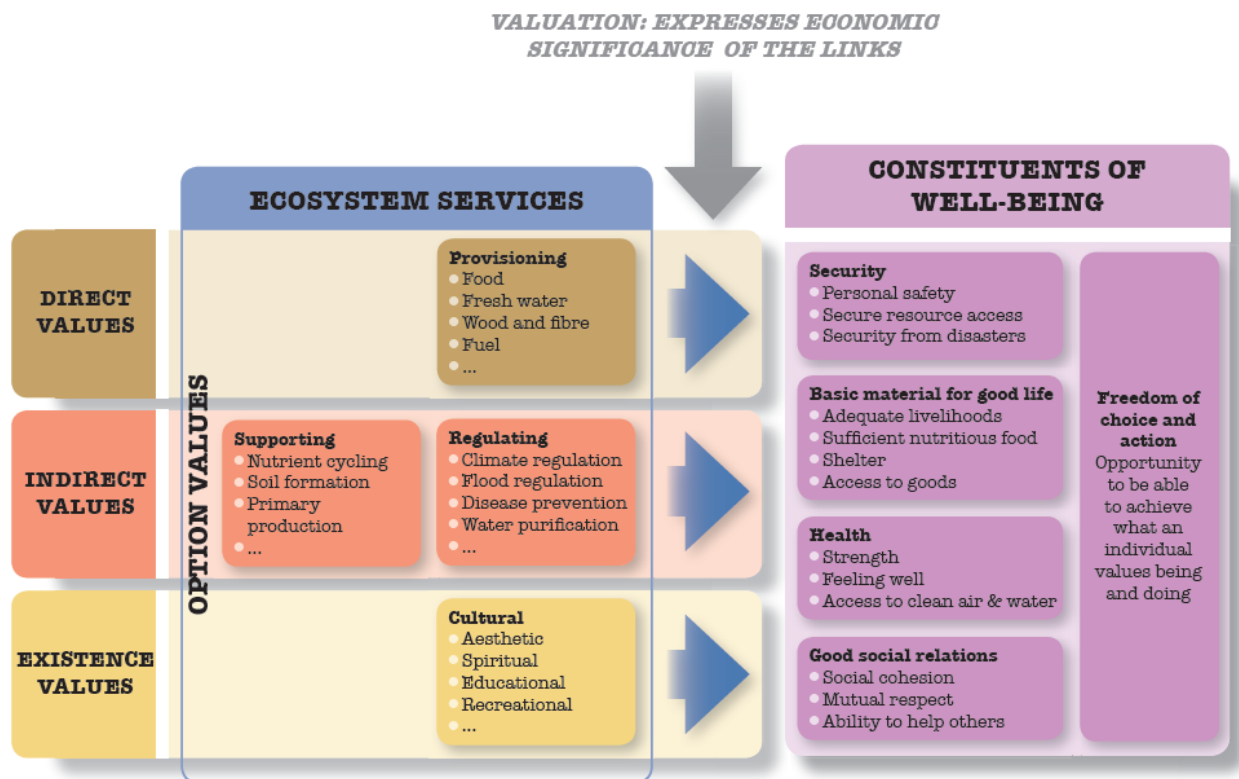 VALUATION: EXPRESSES ECONOMIC
SIGNIFICANCE OF THE LINKS
ECOSYSTEM SERVICES
CONSTITUENTS OF
WELL-BEING
DIRECT
VALUES
Provisioning
Food
Fresh water
Wood and fibre
Fuel
...
OPTION VALUES
INDIRECT
VALUES
Supporting
Nutrient cycling
Soil formation
Primary
production
...
Regulating
Climate regulation
Flood regulation
Disease prevention
Water purification
...
EXISTENCE
VALUES
Cultural
Aesthetic
Spiritual
Educational
Recreational
...
Security
Personal safety
Secure resource access
Security from disasters
Basic material for good life
Adequate livelihoods
Sufficient nutritious food
Shelter
Access to goods
Health
Strength
Feeling well
Access to clean air & water
Good social relations
Social cohesion
Mutual respect
Ability to help others
Freedom of
choice and
action
Opportunity
to be able
to achieve
what an
individual
values being
and doing